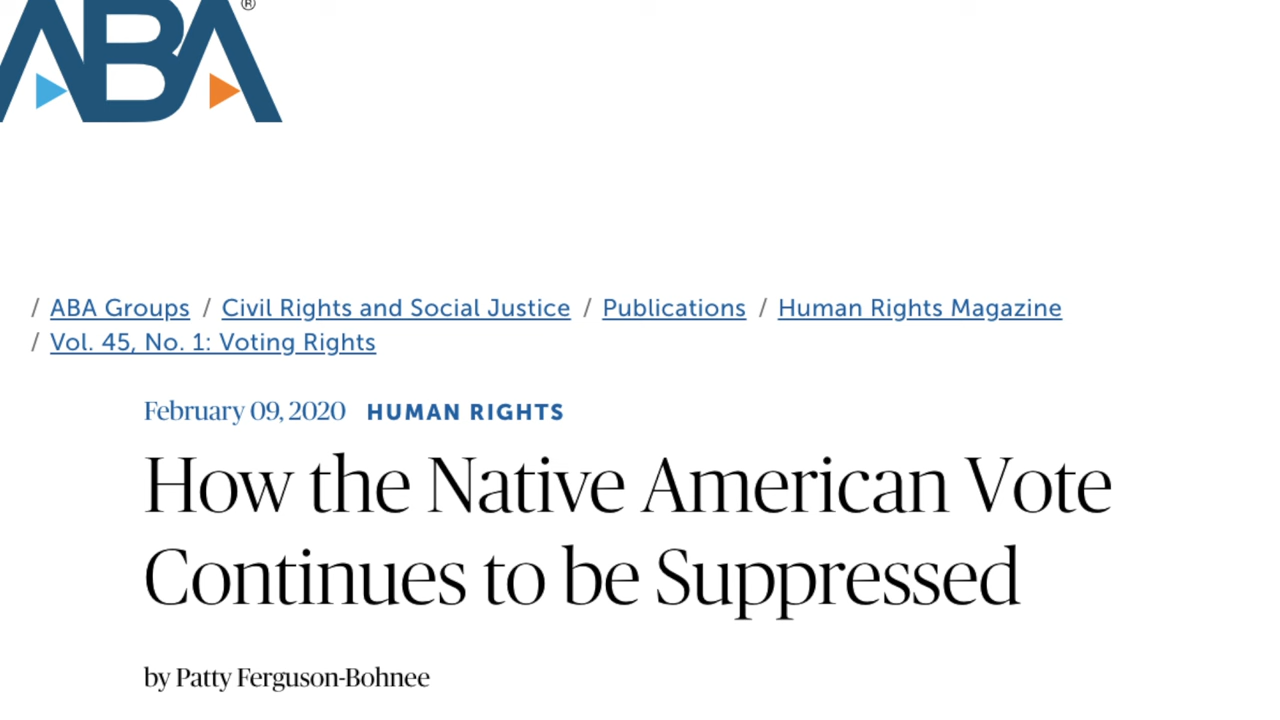 ABA®
/ ABA Groups / Civil Rights and Social Justice / Publications / Human Rights Magazine
/ Vol. 45, No. 1: Voting Rights
February 09, 2020 HUMAN RIGHTS
How the Native American Vote
Continues to be Suppressed
by Patty Ferguson-Bohnee